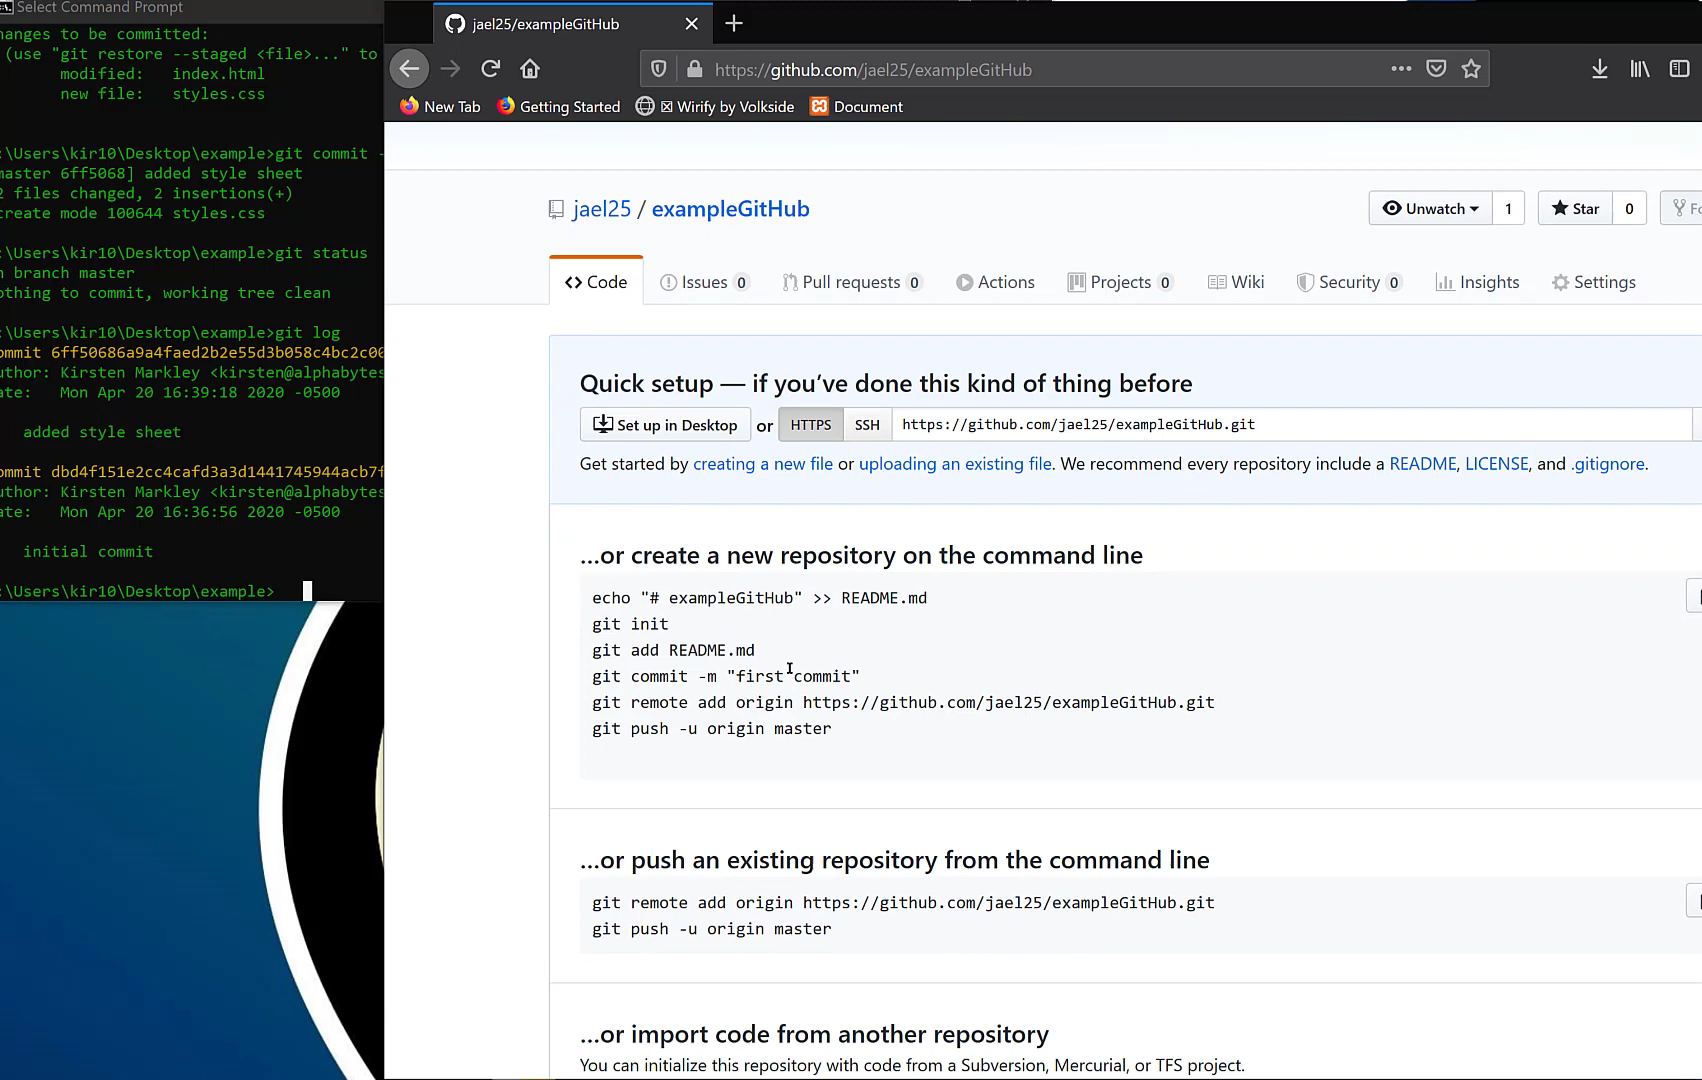 Select Command Prompt
anges to be committed:
(use "git restore --staged <file>..." to
modified: index.html
new file: styles.css
:\Users\kir10\Desktop\example>git commit -
master 6ff5068] added style sheet
2 files changed, 2 insertions(+)
create mode 100644 styles.css
:\Users\kir10\Desktop\example>git status
n branch master
othing to commit, working tree clean
:\Users\kir10\Desktop\example>git log
ommit 6ff50686a9a4faed2b2e55d3b058c4bc2c00
uthor: Kirsten Markley <kirsten@alphabytes
ate: Mon Apr 20 16:39:18 2020 -0500
added style sheet
ommit dbd4f151e2cc4cafd3a3d1441745944acb7f
uthor: Kirsten Markley <kirsten@alphabytes
ate: Mon Apr 20 16:36:56 2020 -0500
initial commit
:\Users\kir10\Desktop\example>
jael25/exampleGitHub
https://github.com/jael25/exampleGitHub
New Tab Getting Started Wirify by Volkside Document
jael25 / exampleGitHub
Unwatch 1 Star 0 Fo
Code Issues 0 Pull requests 0 Actions Projects 0 Wiki Security 0 Insights Settings
Quick setup — if you’ve done this kind of thing before
Set up in Desktop or HTTPS SSH https://github.com/jael25/exampleGitHub.git
Get started by creating a new file or uploading an existing file. We recommend every repository include a README, LICENSE, and .gitignore.
…or create a new repository on the command line
echo "# exampleGitHub" >> README.md
git init
git add README.md
git commit -m "first commit"
git remote add origin https://github.com/jael25/exampleGitHub.git
git push -u origin master
…or push an existing repository from the command line
git remote add origin https://github.com/jael25/exampleGitHub.git
git push -u origin master
…or import code from another repository
You can initialize this repository with code from a Subversion, Mercurial, or TFS project.